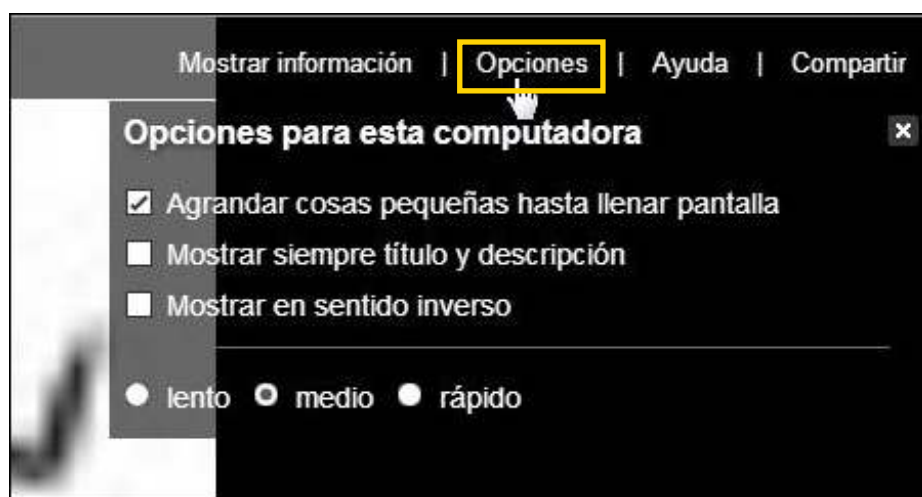 Mostrar información | Opciones | Ayuda | Compartir
Opciones para esta computadora
Agrandar cosas pequeñas hasta llenar pantalla
Mostrar siempre título y descripción
Mostrar en sentido inverso
lento medio rápido